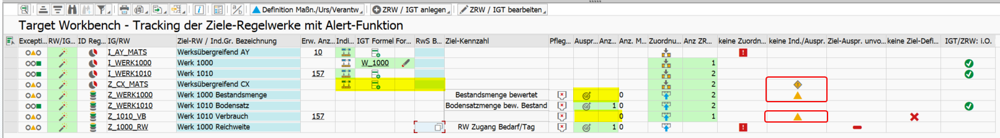 Definition Maßn./Urs/Verantw. ZRW / IGT anlegen ZRW / IGT bearbeiten
Target Workbench - Tracking der Ziele-Regelwerke mit Alert-Funktion
Excepti... RW/IG... ID Reg... IG/RW Ziel-RW / Ind.Gr. Bezeichnung Erw. Anz... Indi... IGT Formel For... RwS B... Ziel-Kennzahl Pfleg... Auspr... Anz... Anz. M... Zuordnu... Anz ZR... keine Zuordn... keine Ind./Auspr. Ziel-Auspr. unvo... keine Ziel-Defi... IGT/ZRW: i.O.
I_AY_MATS Werksübergreifend AY 10
I_WERK1000 Werk 1000 W_1000 1
I_WERK1010 Werk 1010 157 2
Z_CX_MATS Werksübergreifend CX 2
Z_WERK1000 Werk 1000 Bestandsmenge Bestandsmenge bewertet 0 2
Z_WERK1010 Werk 1010 Bodensatz Bodensatzmenge bew. Bestand 1 0 2
Z_1010_VB Werk 1010 Verbrauch 157 0 1
Z_1000_RW Werk 1000 Reichweite RW Zugang Bedarf/Tag 1 0